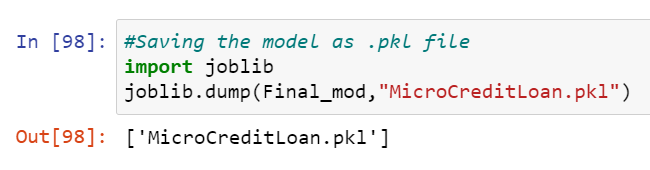 In [98]: #Saving the model as .pkl file
import joblib
joblib.dump(Final_mod,"MicroCreditLoan.pkl")
Out[98]: ['MicroCreditLoan.pkl']